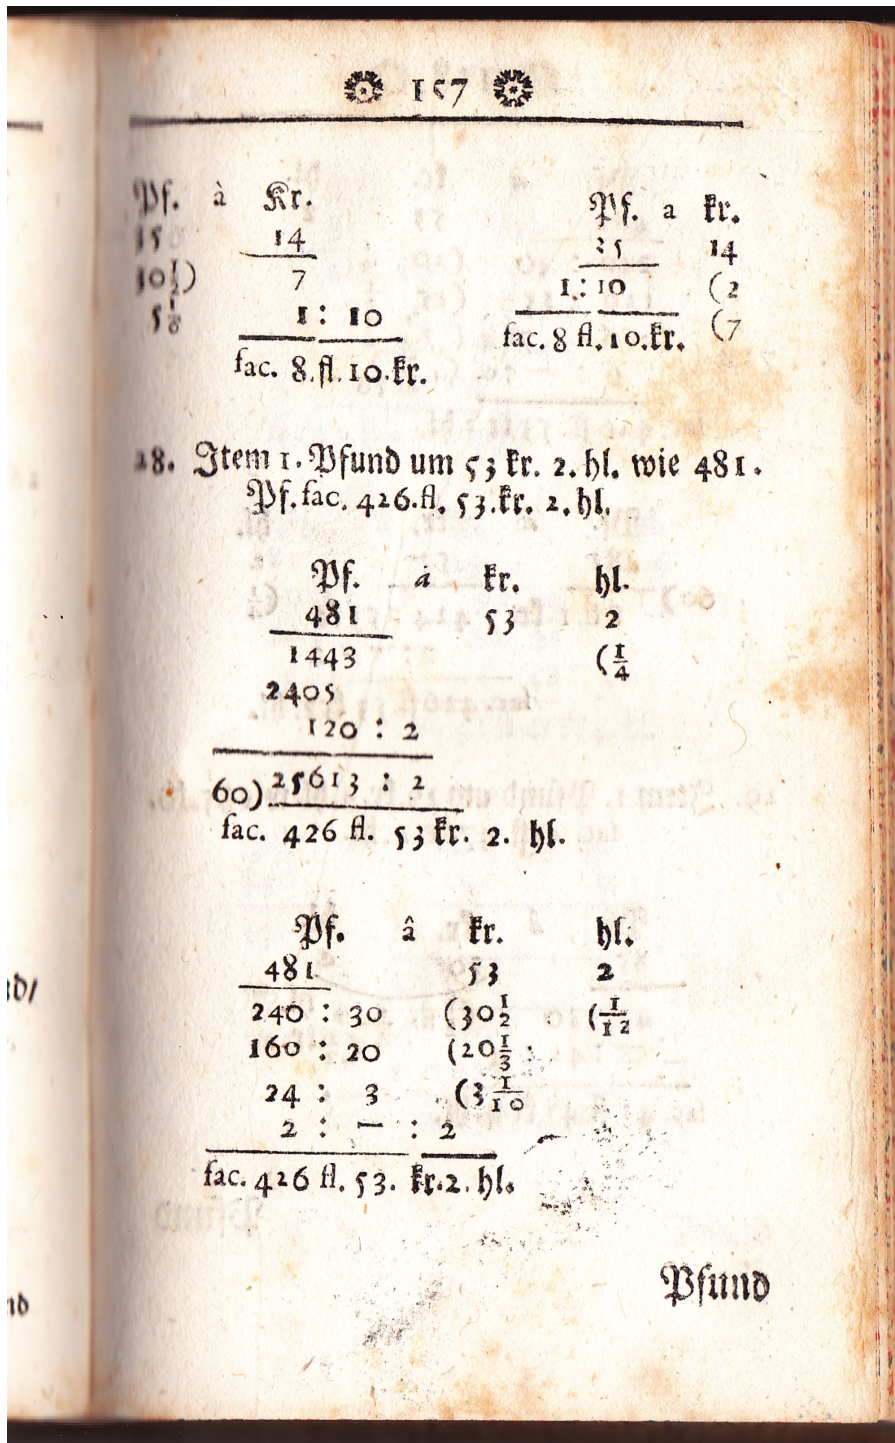 157
Pf. à Kr.
35 14
30½) 7
5⅛ 1 : 10
fac. 8.fl.10.kr.
Pf. a kr.
35 14
1:10 (2
fac. 8 fl.10.kr. (7
28. Item 1. Pfund um 53 kr. 2. hl. wie 481.
Pf. fac. 426.fl. 53.kr. 2. hl.
Pf. à kr. hl.
481 53 2
1443 (¼
2405
120 : 2
60) 25613 : 2
fac. 426 fl. 53 kr. 2. hl.
Pf. â kr. hl.
481 53 2
240 : 30 (30½ (1/12
160 : 20 (20⅓
24 : 3 (3 1/10
2 : — : 2
fac. 426 fl. 53. kr.2. hl.
Pfund